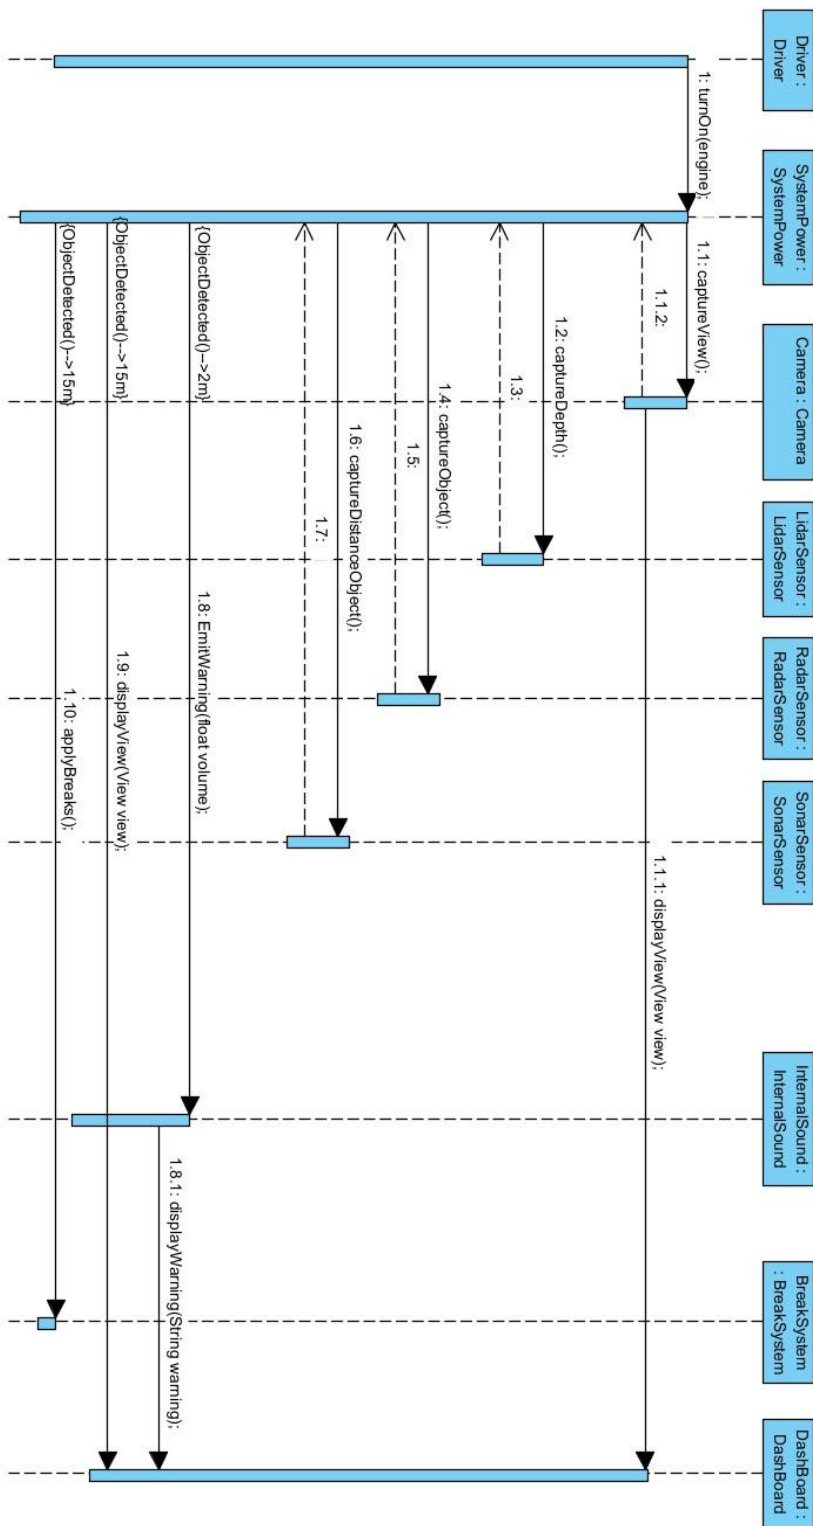 Driver :
Driver
SystemPower :
SystemPower
Camera : Camera
LidarSensor :
LidarSensor
RadarSensor :
RadarSensor
SonarSensor :
SonarSensor
InternalSound :
InternalSound
BreakSystem
: BreakSystem
DashBoard :
DashBoard
1: turnOn(engine);
1.1: captureView();
1.1.1: displayView(View view);
1.1.2:
1.2: captureDepth();
1.3:
1.4: captureObject();
1.5:
1.6: captureDistanceObject();
1.7:
{ObjectDetected()-->2m}
1.8: EmitWarning(float volume);
1.8.1: displayWarning(String warning);
{ObjectDetected()-->15m}
1.9: displayView(View view);
{ObjectDetected()-->15m}
1.10: applyBreaks();